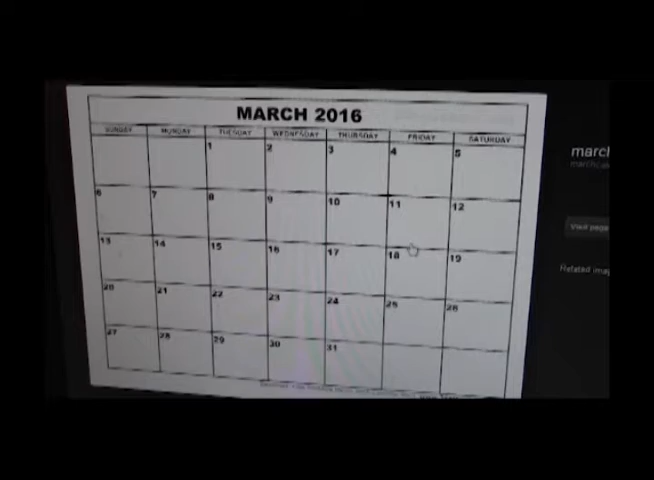 MARCH 2016
SUNDAY MONDAY TUESDAY WEDNESDAY THURSDAY FRIDAY SATURDAY
1 2 3 4 5
6 7 8 9 10 11 12
13 14 15 16 17 18 19
20 21 22 23 24 25 26
27 28 29 30 31
march
Visit page
Related imag